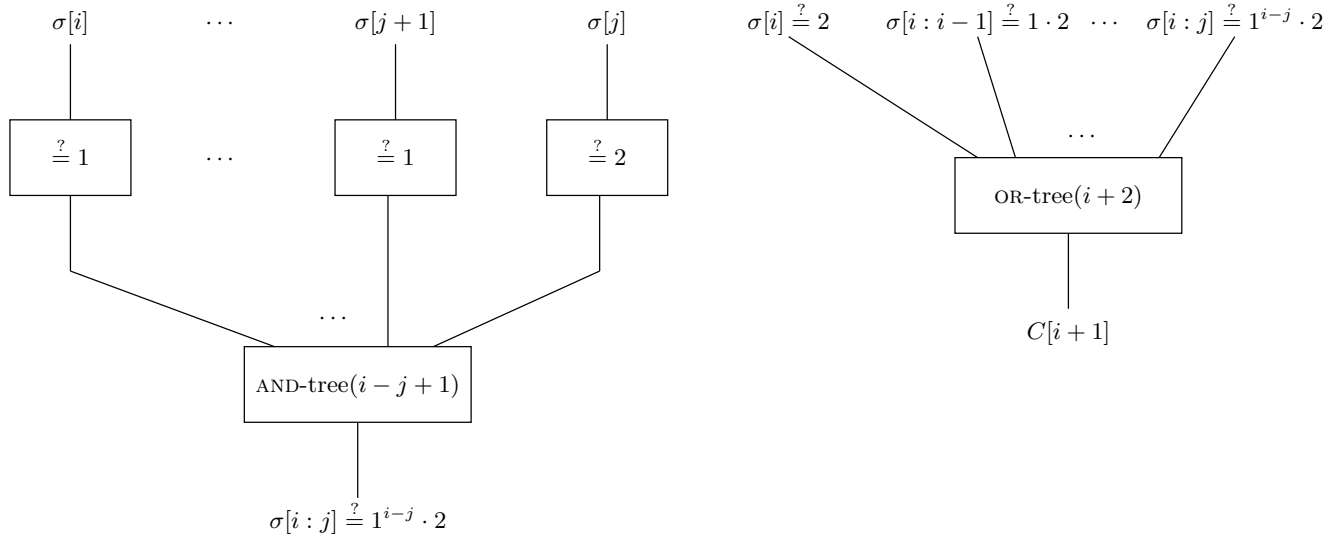 σ[i] ⋯ σ[j + 1] σ[j]
≟ 1 ⋯ ≟ 1 ≟ 2
⋯
AND-tree(i − j + 1)
σ[i : j] ≟ 1^{i−j} · 2
σ[i] ≟ 2 σ[i : i − 1] ≟ 1 · 2 ⋯ σ[i : j] ≟ 1^{i−j} · 2
⋯
OR-tree(i + 2)
C[i + 1]